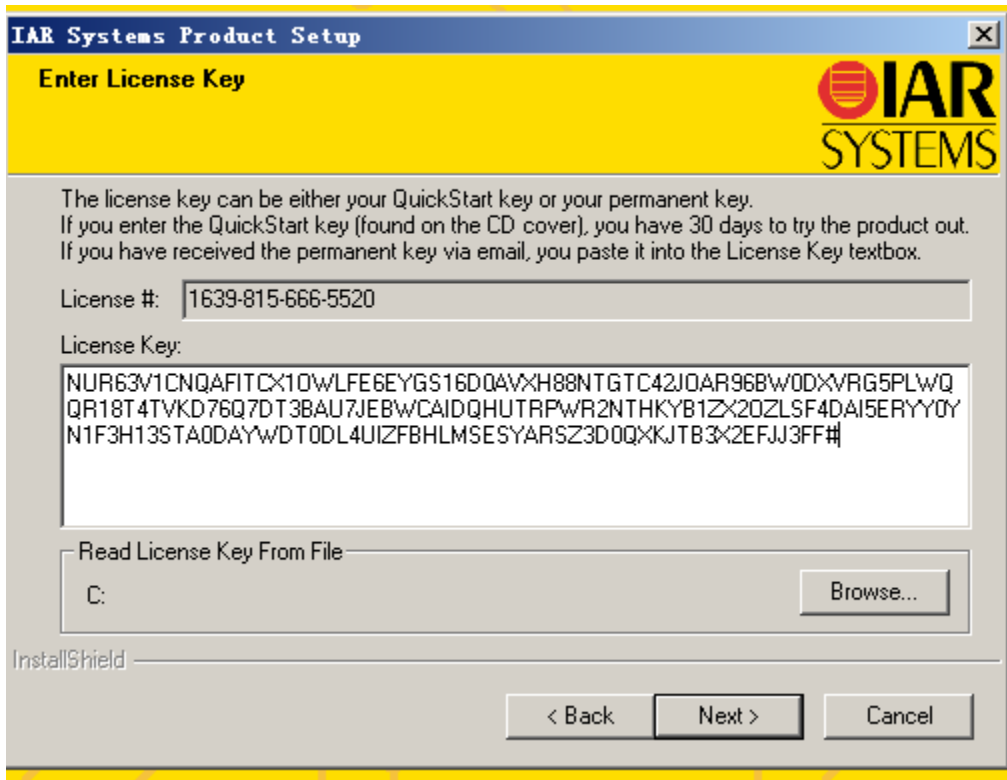 IAR Systems Product Setup
Enter License Key
IAR
SYSTEMS
The license key can be either your QuickStart key or your permanent key.
If you enter the QuickStart key (found on the CD cover), you have 30 days to try the product out.
If you have received the permanent key via email, you paste it into the License Key textbox.
License #: 1639-815-666-5520
License Key:
NUR63V1CNQAFITCX1OWLFE6EYGS16D0AVXH88NTGTC42JOAR96BW0DXVRG5PLWQ
QR18T4TVKD76Q7DT3BAU7JEBWCAIDQHUTRPWR2NTHKYB1ZX2OZLSF4DAI5ERYY0Y
N1F3H13STA0DAYWDT0DL4UIZFBHLMSESYARSZ3D0QXKJTB3X2EFJJ3FF#
Read License Key From File
C:
Browse...
InstallShield
< Back
Next >
Cancel